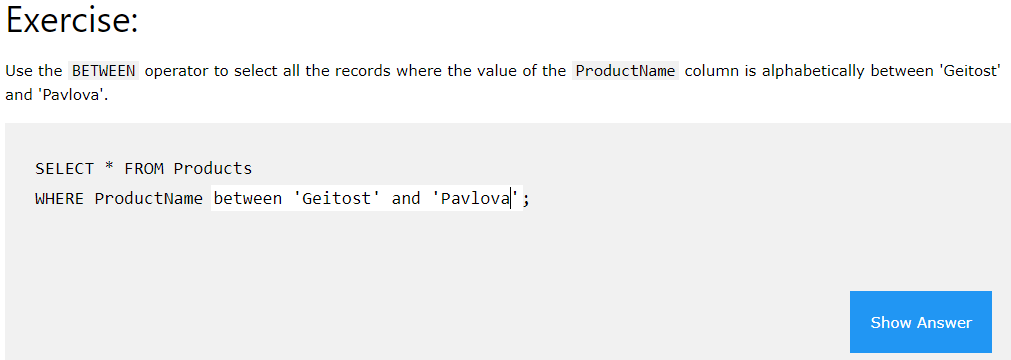 Exercise:
Use the BETWEEN operator to select all the records where the value of the ProductName column is alphabetically between 'Geitost'
and 'Pavlova'.
SELECT * FROM Products
WHERE ProductName between 'Geitost' and 'Pavlova';
Show Answer